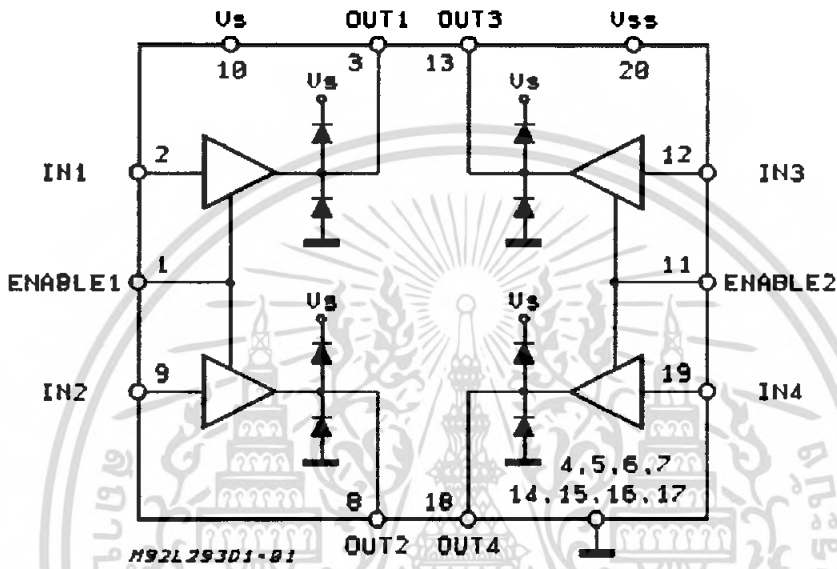 Vs OUT1 OUT3 Vss
10 3 13 20
Vs Vs
IN1 2 12 IN3
ENABLE1 1 11 ENABLE2
Vs Vs
IN2 9 19 IN4
4,5,6,7
8 18 14,15,16,17
OUT2 OUT4
M92L293D1-01